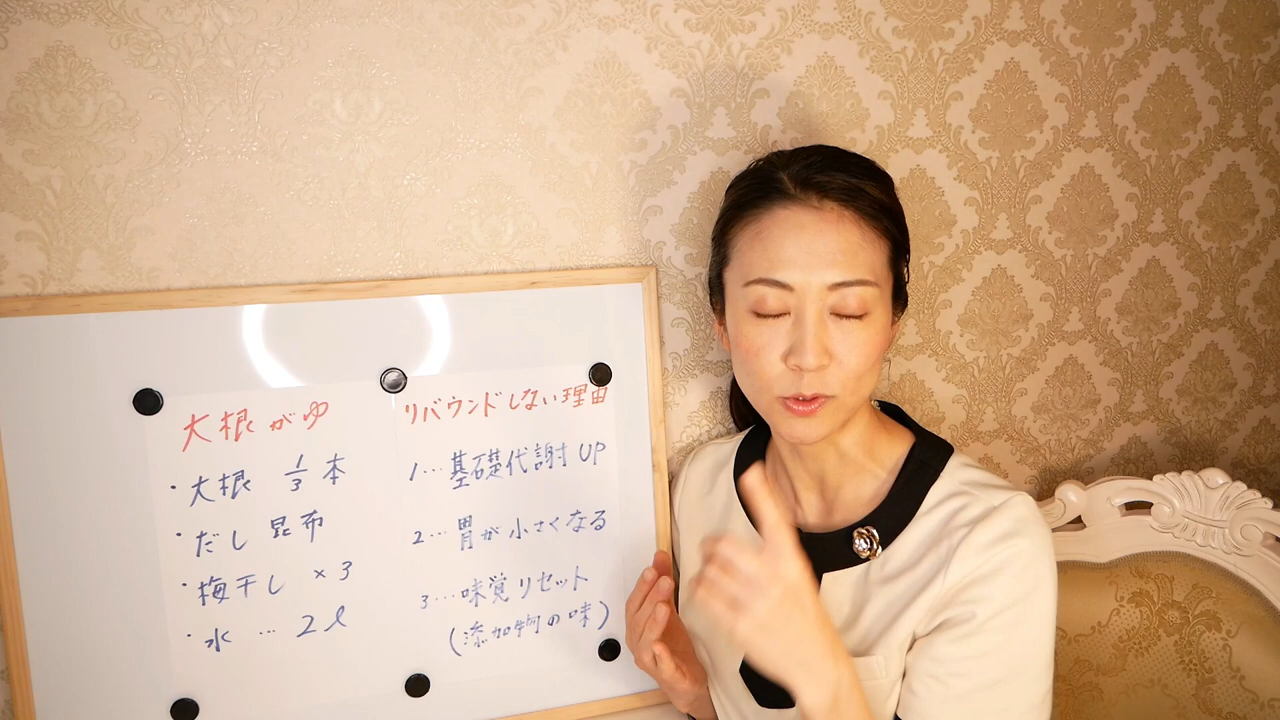 大根がゆ
・大根 1/3本
・だし昆布
・梅干し ×3
・水 … 2ℓ
リバウンドしない理由
1…基礎代謝UP
2…胃が小さくなる
3…味覚リセット
(添加物の味)